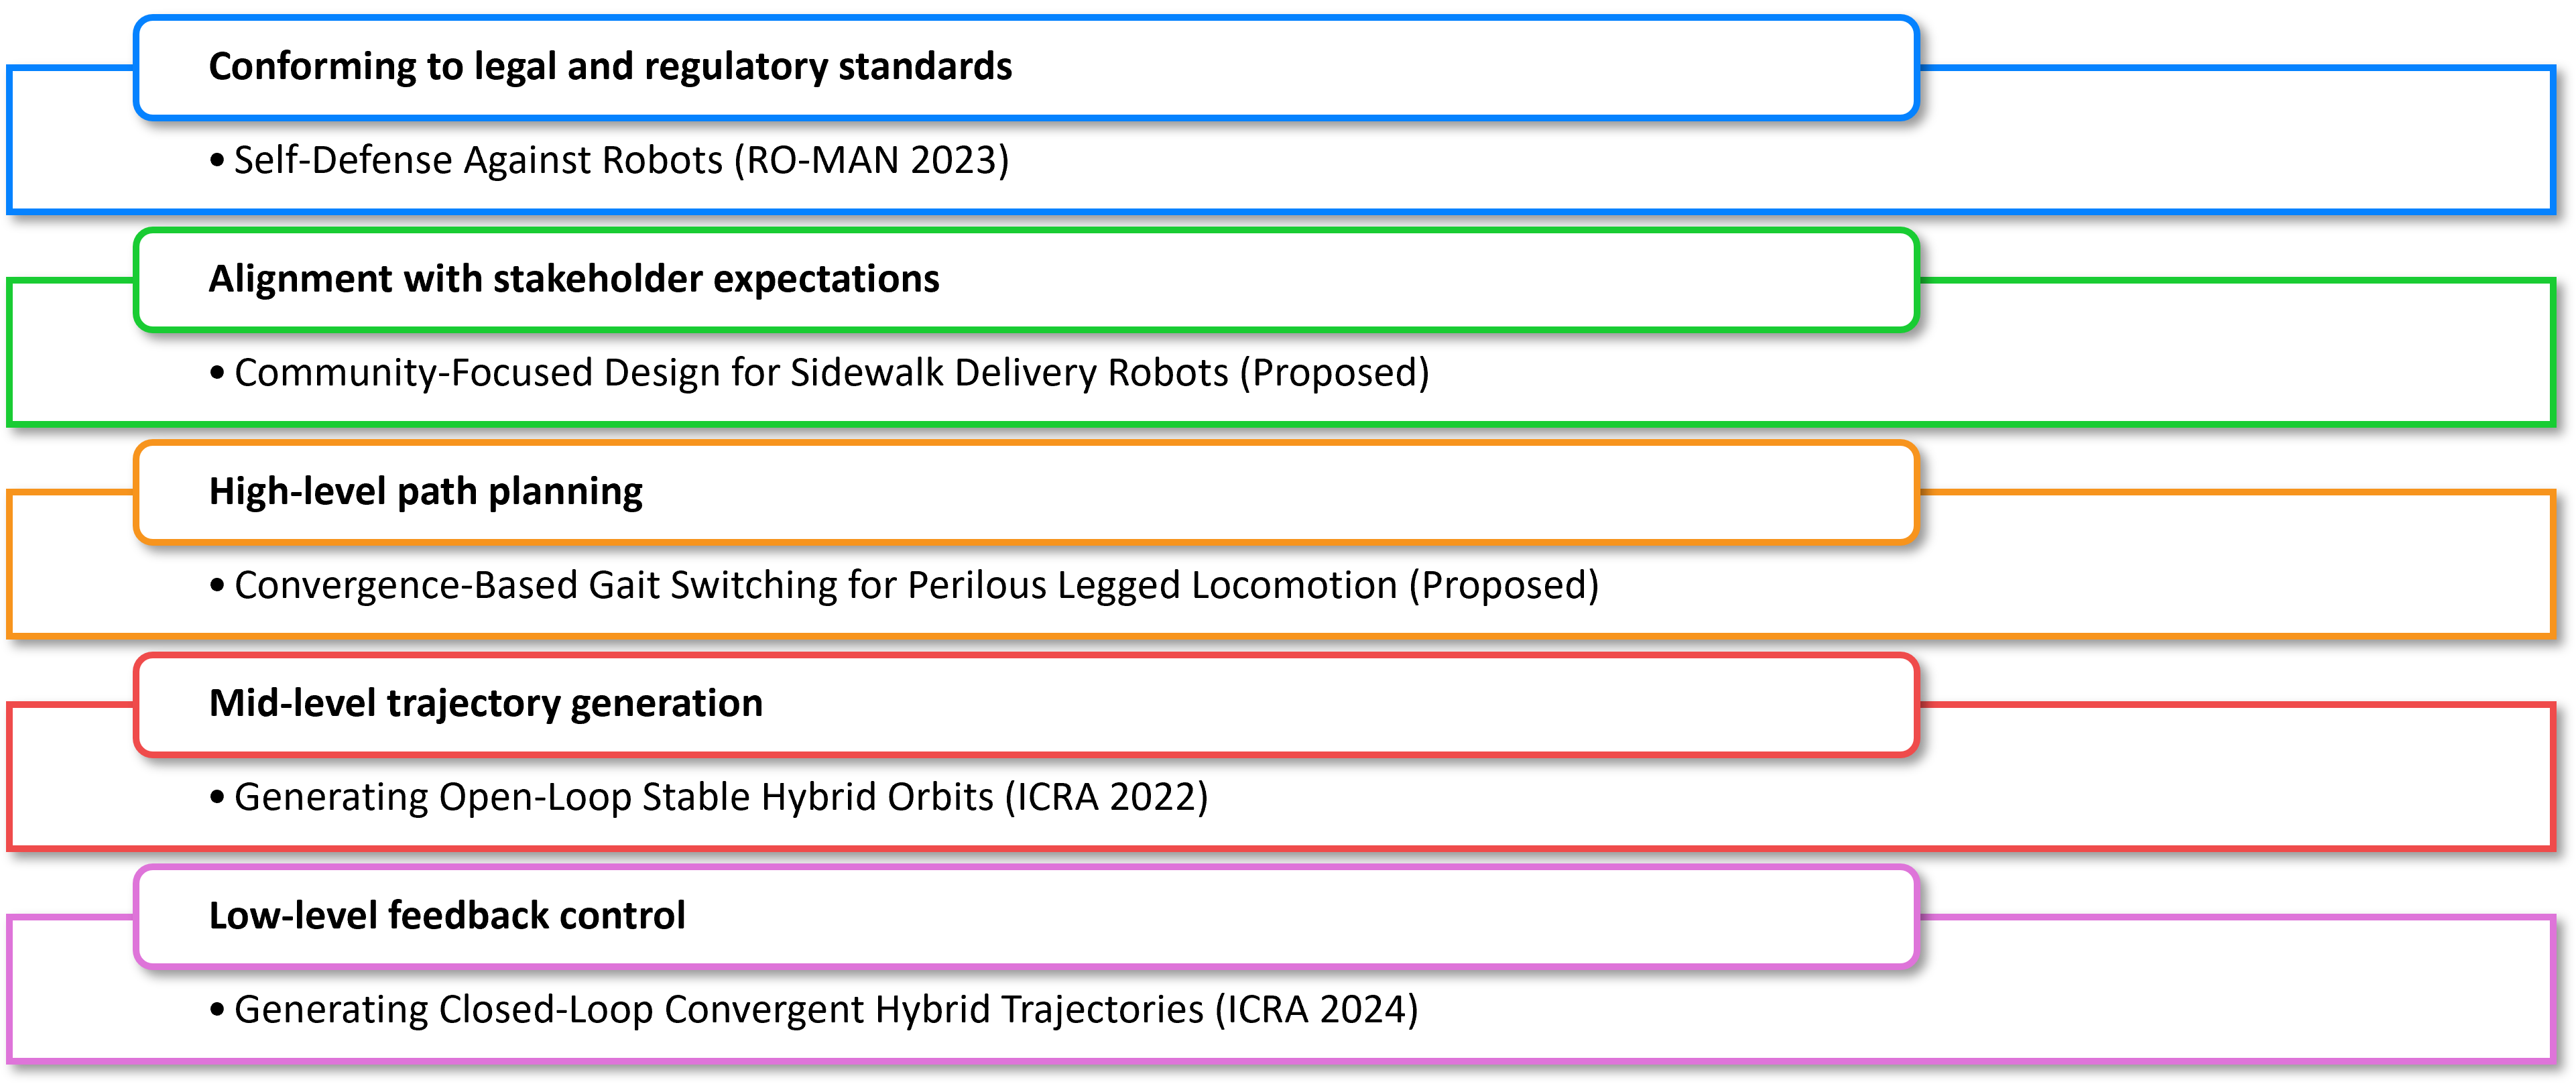 Conforming to legal and regulatory standards
• Self-Defense Against Robots (RO-MAN 2023)
Alignment with stakeholder expectations
• Community-Focused Design for Sidewalk Delivery Robots (Proposed)
High-level path planning
• Convergence-Based Gait Switching for Perilous Legged Locomotion (Proposed)
Mid-level trajectory generation
• Generating Open-Loop Stable Hybrid Orbits (ICRA 2022)
Low-level feedback control
• Generating Closed-Loop Convergent Hybrid Trajectories (ICRA 2024)